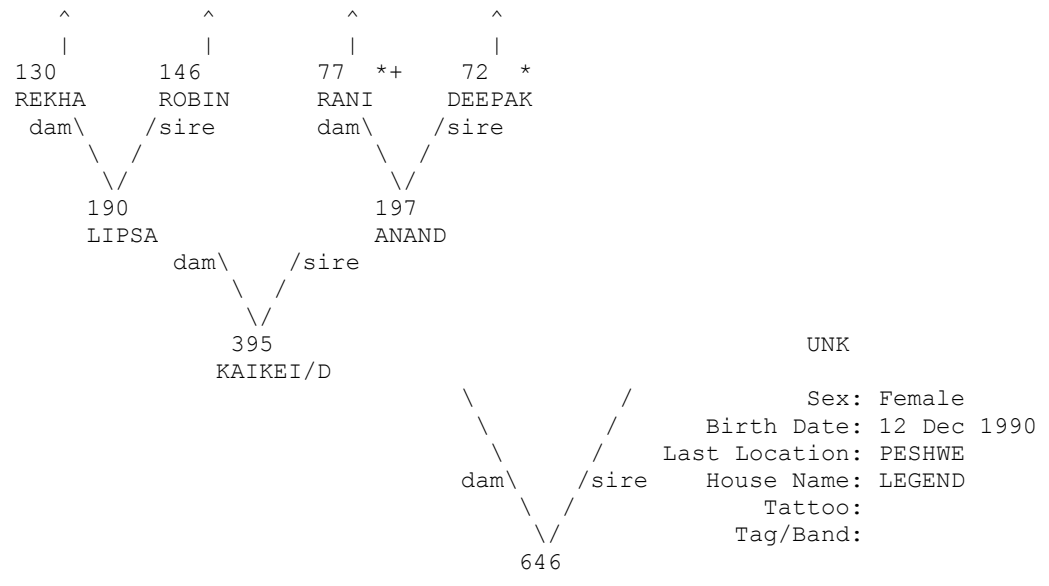 ^ ^ ^ ^
| | | |
130 146 77 *+ 72 *
REKHA ROBIN RANI DEEPAK
dam\ /sire dam\ /sire
\ / \ /
\/ \/
190 197
LIPSA ANAND
dam\ /sire
\ /
\/
395 UNK
KAIKEI/D
\ / Sex: Female
\ / Birth Date: 12 Dec 1990
\ / Last Location: PESHWE
dam\ /sire House Name: LEGEND
\ / Tattoo:
\/ Tag/Band:
646